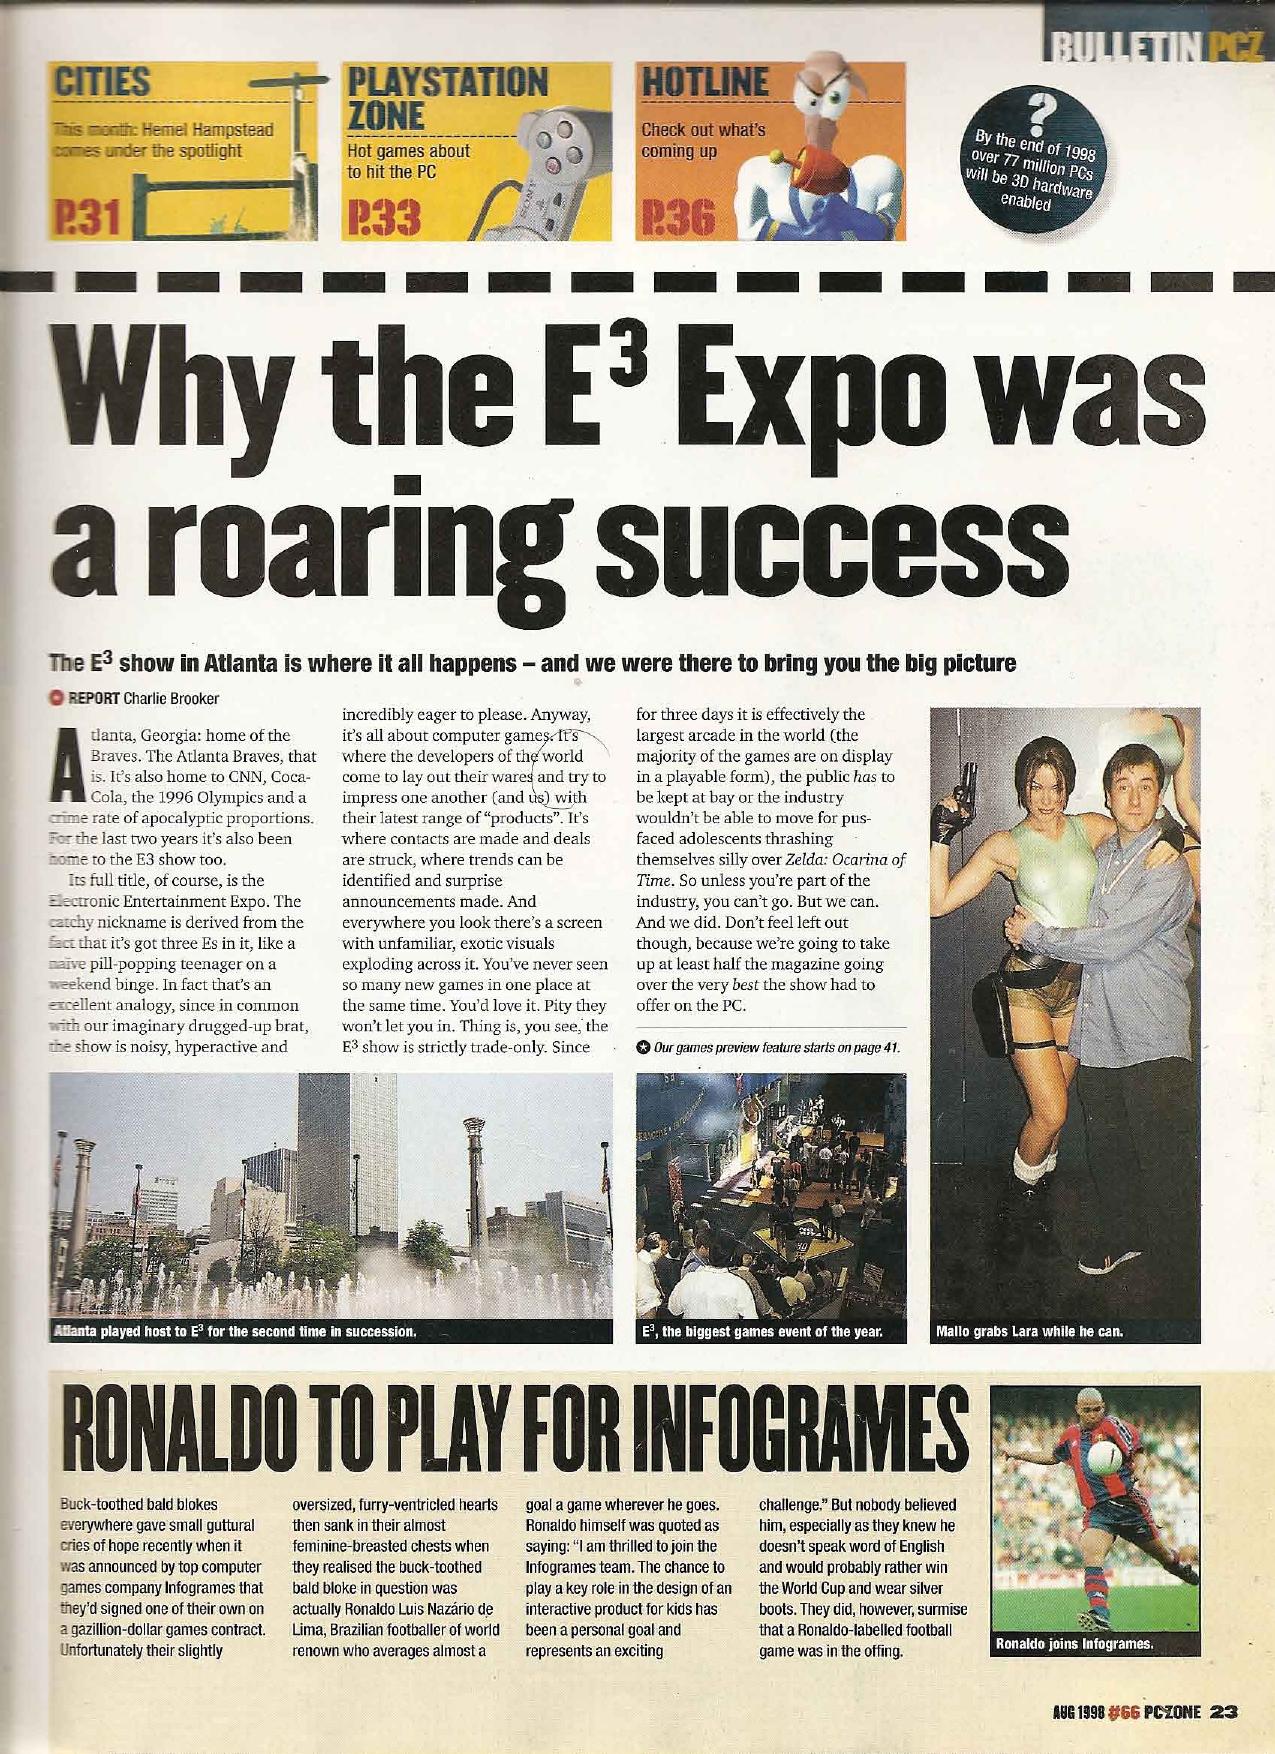 BULLETIN PCZ
CITIES
This month: Hemel Hampstead
comes under the spotlight
P.31
PLAYSTATION
ZONE
Hot games about
to hit the PC
P.33
SONY
HOTLINE
Check out what's
coming up
P.36
?
By the end of 1998
over 77 million PCs
will be 3D hardware
enabled
Why the E³ Expo was
a roaring success
The E³ show in Atlanta is where it all happens – and we were there to bring you the big picture
REPORT Charlie Brooker
Atlanta, Georgia: home of the
Braves. The Atlanta Braves, that
is. It's also home to CNN, Coca-
Cola, the 1996 Olympics and a
crime rate of apocalyptic proportions.
For the last two years it's also been
home to the E3 show too.
Its full title, of course, is the
Electronic Entertainment Expo. The
catchy nickname is derived from the
fact that it's got three Es in it, like a
naive pill-popping teenager on a
weekend binge. In fact that's an
excellent analogy, since in common
with our imaginary drugged-up brat,
the show is noisy, hyperactive and
incredibly eager to please. Anyway,
it's all about computer games. It's
where the developers of the world
come to lay out their wares and try to
impress one another (and us) with
their latest range of "products". It's
where contacts are made and deals
are struck, where trends can be
identified and surprise
announcements made. And
everywhere you look there's a screen
with unfamiliar, exotic visuals
exploding across it. You've never seen
so many new games in one place at
the same time. You'd love it. Pity they
won't let you in. Thing is, you see, the
E³ show is strictly trade-only. Since
for three days it is effectively the
largest arcade in the world (the
majority of the games are on display
in a playable form), the public has to
be kept at bay or the industry
wouldn't be able to move for pus-
faced adolescents thrashing
themselves silly over Zelda: Ocarina of
Time. So unless you're part of the
industry, you can't go. But we can.
And we did. Don't feel left out
though, because we're going to take
up at least half the magazine going
over the very best the show had to
offer on the PC.
Our games preview feature starts on page 41.
Atlanta played host to E³ for the second time in succession.
E³, the biggest games event of the year.
Mallo grabs Lara while he can.
RONALDO TO PLAY FOR INFOGRAMES
Buck-toothed bald blokes
everywhere gave small guttural
cries of hope recently when it
was announced by top computer
games company Infogrames that
they'd signed one of their own on
a gazillion-dollar games contract.
Unfortunately their slightly
oversized, furry-ventricled hearts
then sank in their almost
feminine-breasted chests when
they realised the buck-toothed
bald bloke in question was
actually Ronaldo Luis Nazário de
Lima, Brazilian footballer of world
renown who averages almost a
goal a game wherever he goes.
Ronaldo himself was quoted as
saying: "I am thrilled to join the
Infogrames team. The chance to
play a key role in the design of an
interactive product for kids has
been a personal goal and
represents an exciting
challenge." But nobody believed
him, especially as they knew he
doesn't speak word of English
and would probably rather win
the World Cup and wear silver
boots. They did, however, surmise
that a Ronaldo-labelled football
game was in the offing.
Ronaldo joins Infogrames.
AUG 1998 #66 PCZONE 23